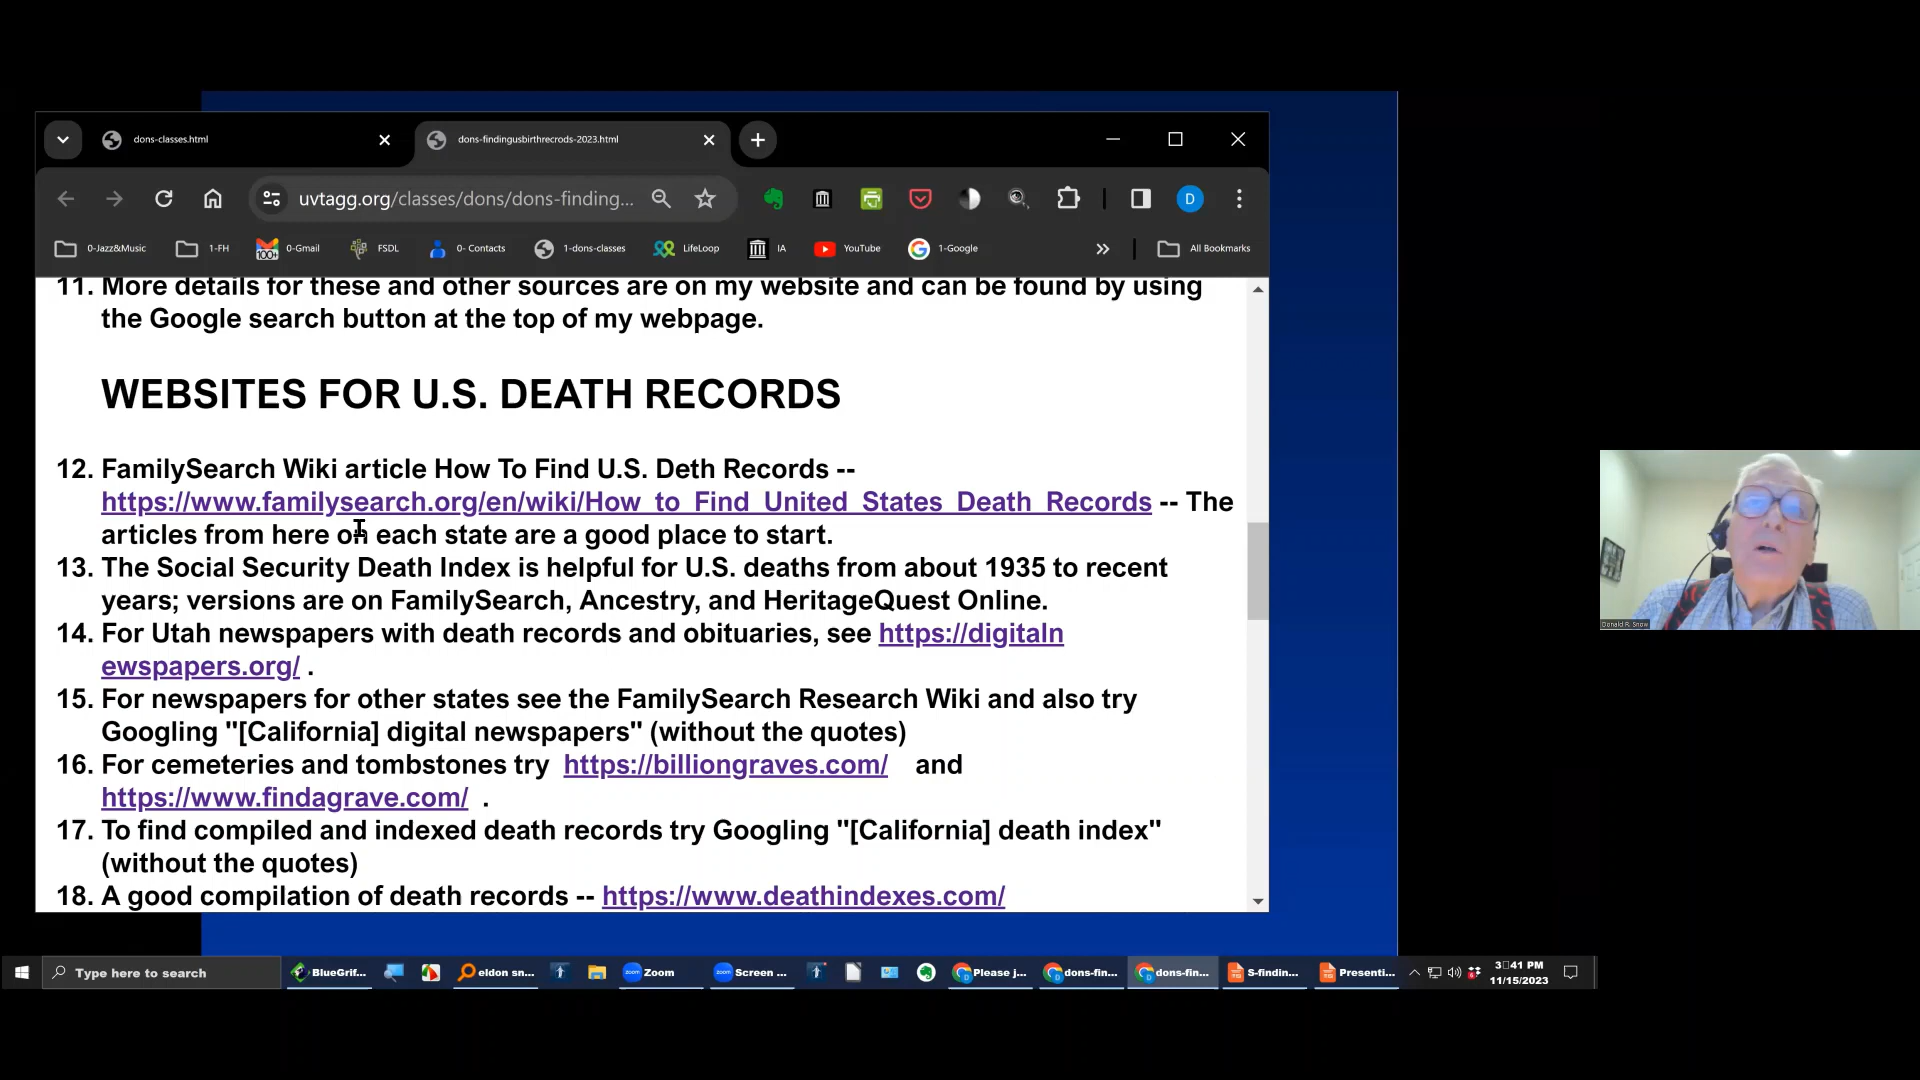 dons-classes.html
dons-findingusbirthrecrods-2023.html
uvtagg.org/classes/dons/dons-finding...
D
0-Jazz&Music
1-FH
100+
0-Gmail
FSDL
0- Contacts
1-dons-classes
LifeLoop
IA
YouTube
1-Google
All Bookmarks
11. More details for these and other sources are on my website and can be found by using
the Google search button at the top of my webpage.
WEBSITES FOR U.S. DEATH RECORDS
12. FamilySearch Wiki article How To Find U.S. Deth Records --
https://www.familysearch.org/en/wiki/How_to_Find_United_States_Death_Records -- The
articles from here on each state are a good place to start.
13. The Social Security Death Index is helpful for U.S. deaths from about 1935 to recent
years; versions are on FamilySearch, Ancestry, and HeritageQuest Online.
14. For Utah newspapers with death records and obituaries, see https://digitaln
ewspapers.org/ .
15. For newspapers for other states see the FamilySearch Research Wiki and also try
Googling "[California] digital newspapers" (without the quotes)
16. For cemeteries and tombstones try https://billiongraves.com/ and
https://www.findagrave.com/ .
17. To find compiled and indexed death records try Googling "[California] death index"
(without the quotes)
18. A good compilation of death records -- https://www.deathindexes.com/
Donald R. Snow
Type here to search
BlueGrif...
eldon sn...
zoom
Zoom
zoom
Screen ...
Please j...
dons-fin...
dons-fin...
S-findin...
Presenti...
3:41 PM
11/15/2023